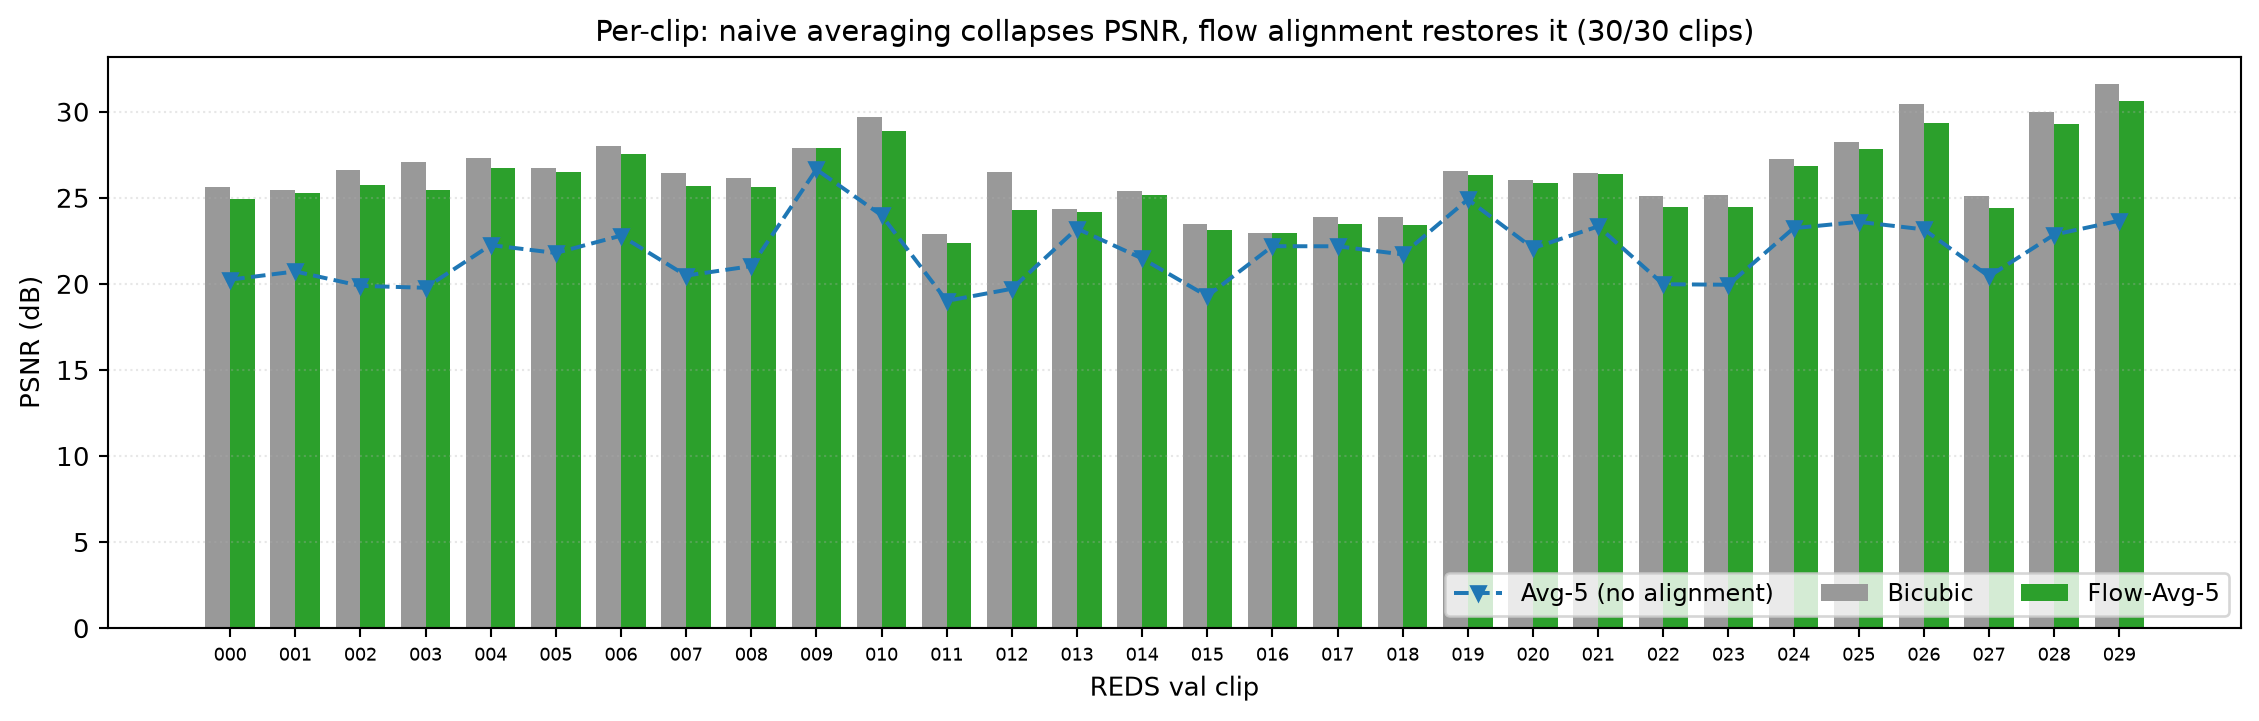 Per-clip: naive averaging collapses PSNR, flow alignment restores it (30/30 clips)
PSNR (dB)
30
25
20
15
10
5
0
Avg-5 (no alignment) Bicubic Flow-Avg-5
000 001 002 003 004 005 006 007 008 009 010 011 012 013 014 015 016 017 018 019 020 021 022 023 024 025 026 027 028 029
REDS val clip